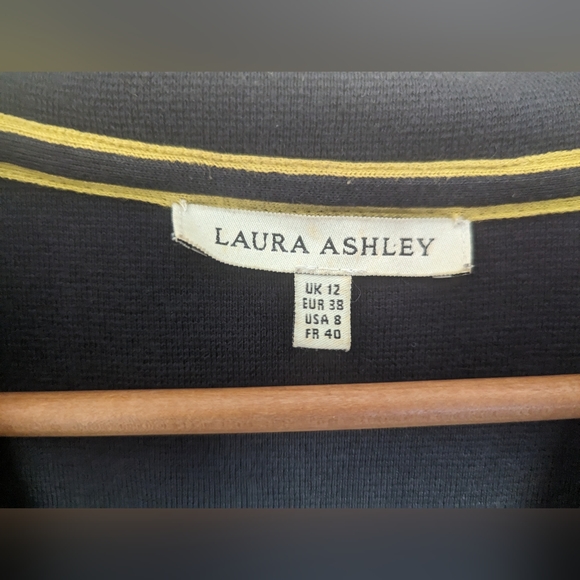 LAURA ASHLEY
UK 12
EUR 38
USA 8
FR 40